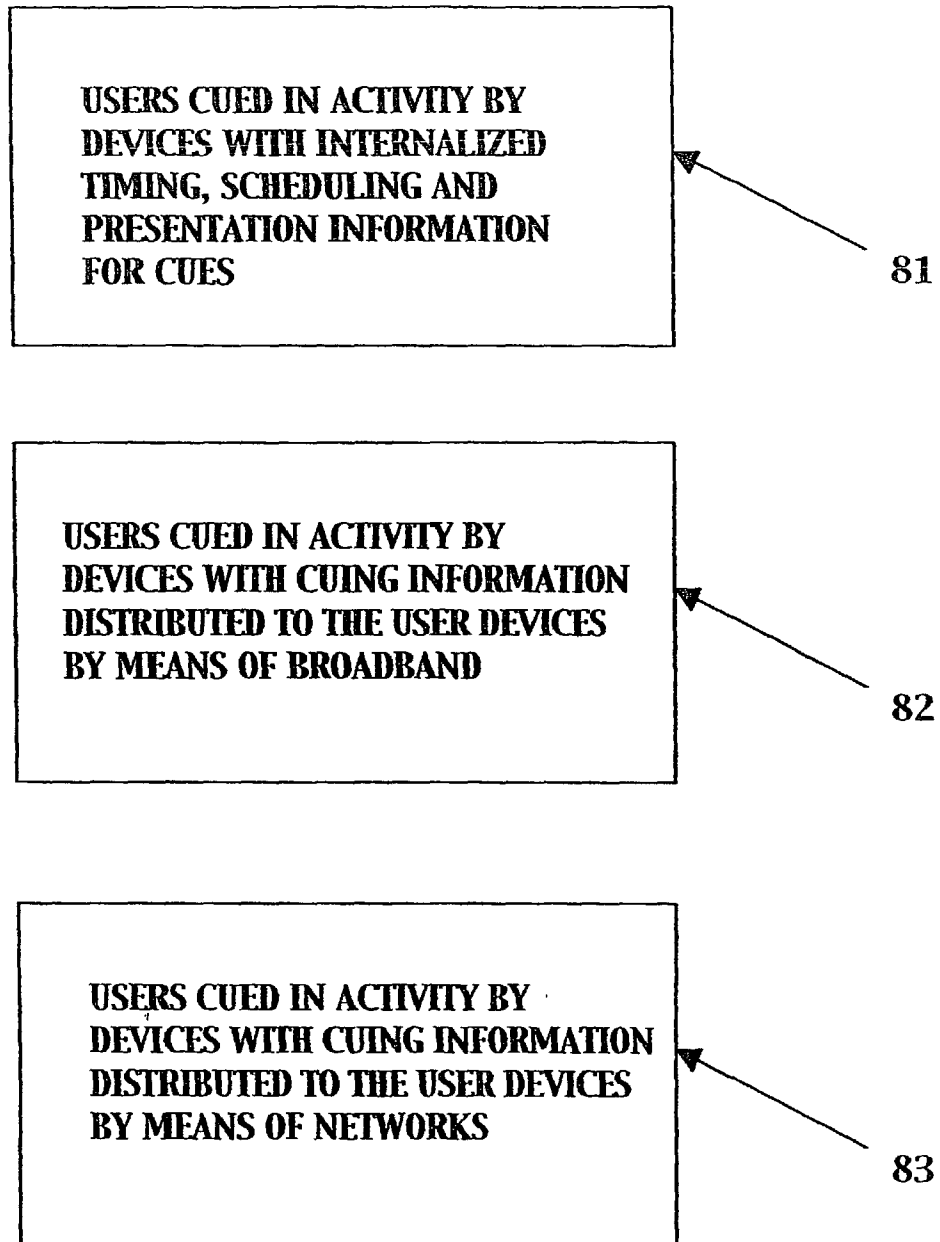 USERS CUED IN ACTIVITY BY
DEVICES WITH INTERNALIZED
TIMING, SCHEDULING AND
PRESENTATION INFORMATION
FOR CUES
81
USERS CUED IN ACTIVITY BY
DEVICES WITH CUING INFORMATION
DISTRIBUTED TO THE USER DEVICES
BY MEANS OF BROADBAND
82
USERS CUED IN ACTIVITY BY
DEVICES WITH CUING INFORMATION
DISTRIBUTED TO THE USER DEVICES
BY MEANS OF NETWORKS
83